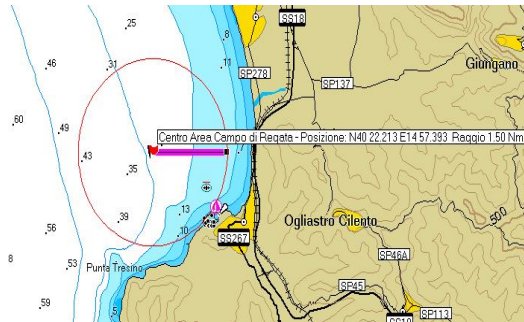 SS18
.25
.8
.31
.46
.11
SP278
Giungano
SP137
.60
.49
Centro Area Campo di Regata - Posizione: N40 22.213 E14 57.393 Raggio 1.50 Nm
.43
.35
.13
.39
.10
Ogliastro Cilento
500
.56
SS267
8
.53
Punta Tresino
SP46A
SP45
.59
.5
SP113